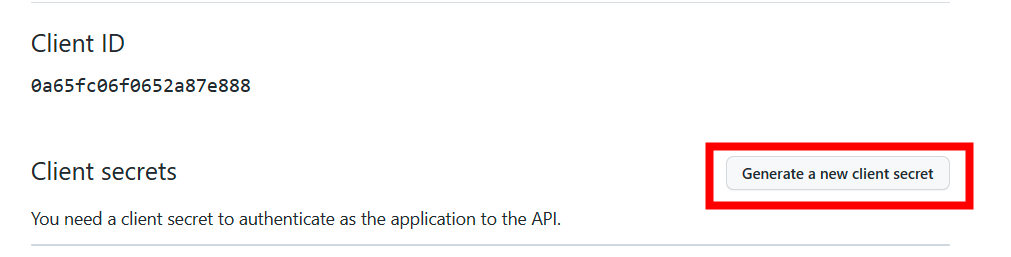 Client ID
0a65fc06f0652a87e888
Client secrets
Generate a new client secret
You need a client secret to authenticate as the application to the API.